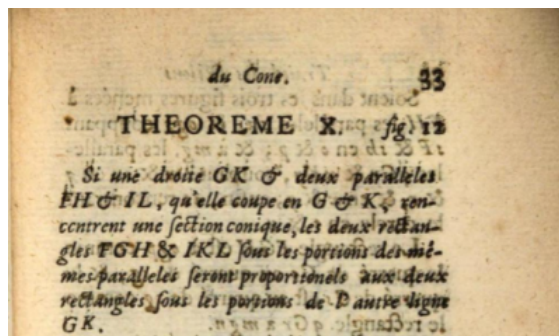 du Cone. 33
THEOREME X. fig. 12
Si une droite GK & deux paralleles
FH & IL, qu'elle coupe en G & K, ren-
centrent une ſection conique, les deux rectan-
gles FGH & IKL ſous les portions des mê-
mes paralleles ſeront proportionels aux deux
rectangles ſous les portions de l'autre ligne
GK.